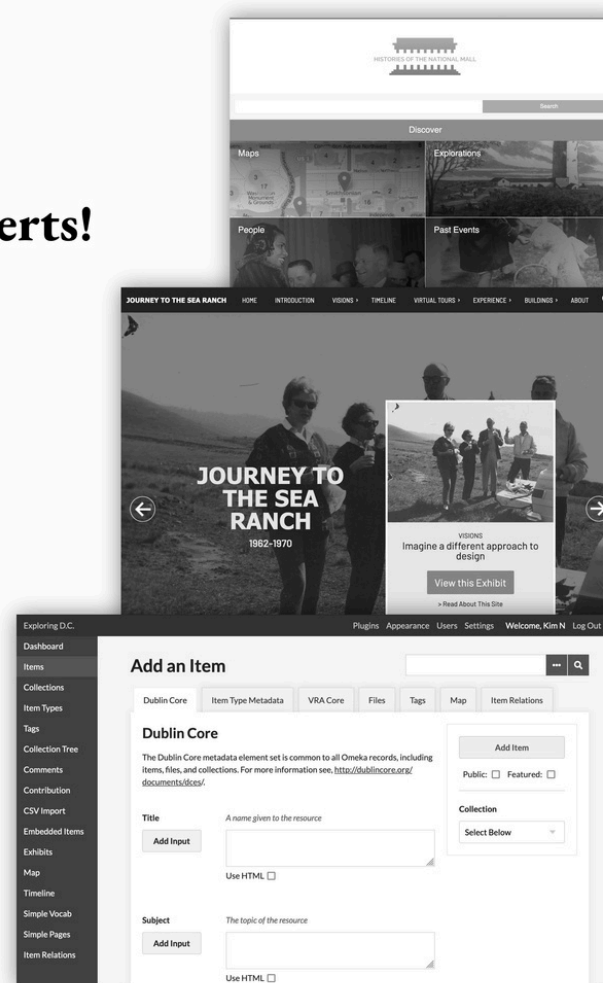 erts!
HISTORIES OF THE NATIONAL MALL
Search
Discover
Maps
Explorations
People
Past Events
JOURNEY TO THE SEA RANCH HOME INTRODUCTION VISIONS › TIMELINE VIRTUAL TOURS › EXPERIENCE › BUILDINGS › ABOUT
JOURNEY TO
THE SEA
RANCH
1962-1970
VISIONS
Imagine a different approach to
design
View this Exhibit
> Read About This Site
Exploring D.C. Plugins Appearance Users Settings Welcome, Kim N Log Out
Dashboard
Items
Collections
Item Types
Tags
Collection Tree
Comments
Contribution
CSV Import
Embedded Items
Exhibits
Map
Timeline
Simple Vocab
Simple Pages
Item Relations
Add an Item
Dublin Core Item Type Metadata VRA Core Files Tags Map Item Relations
Dublin Core
The Dublin Core metadata element set is common to all Omeka records, including
items, files, and collections. For more information see, http://dublincore.org/
documents/dces/.
Title A name given to the resource
Add Input
Use HTML
Subject The topic of the resource
Add Input
Use HTML
Add Item
Public: Featured:
Collection
Select Below